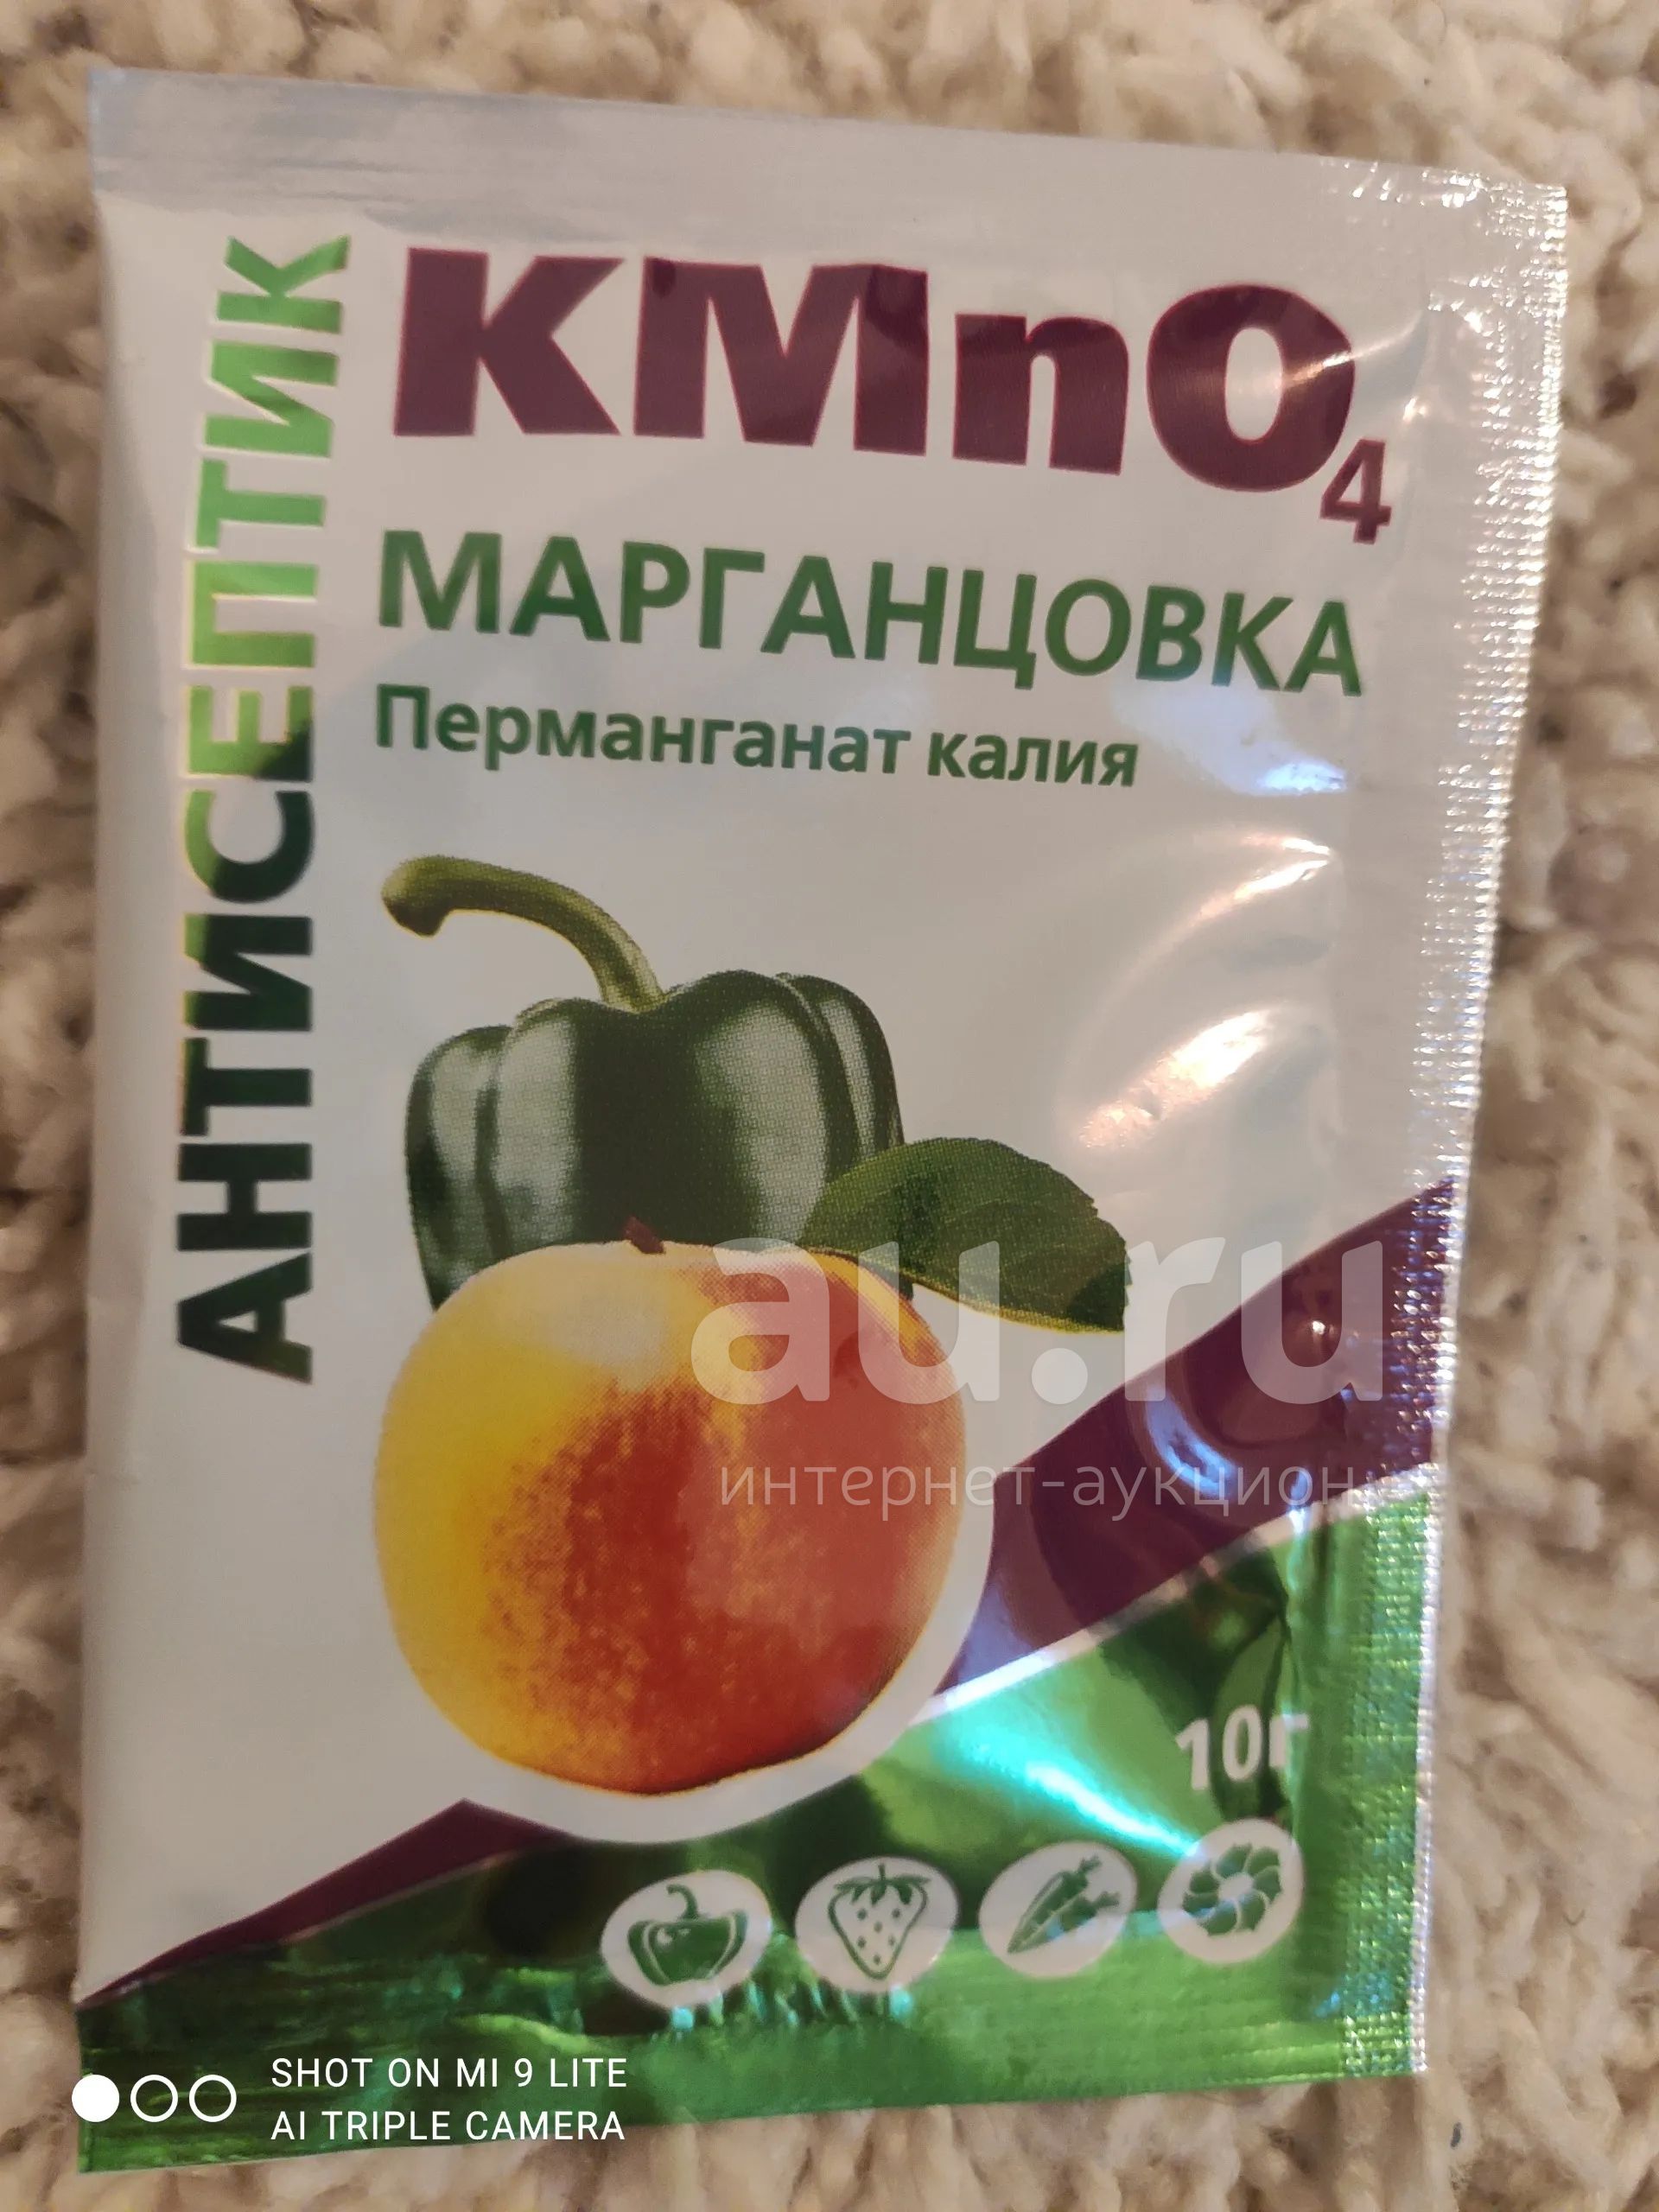 АНТИСЕПТИК
KMnO4
МАРГАНЦОВКА
Перманганат калия
au.ru
интернет-аукцион
10г
SHOT ON MI 9 LITE
AI TRIPLE CAMERA